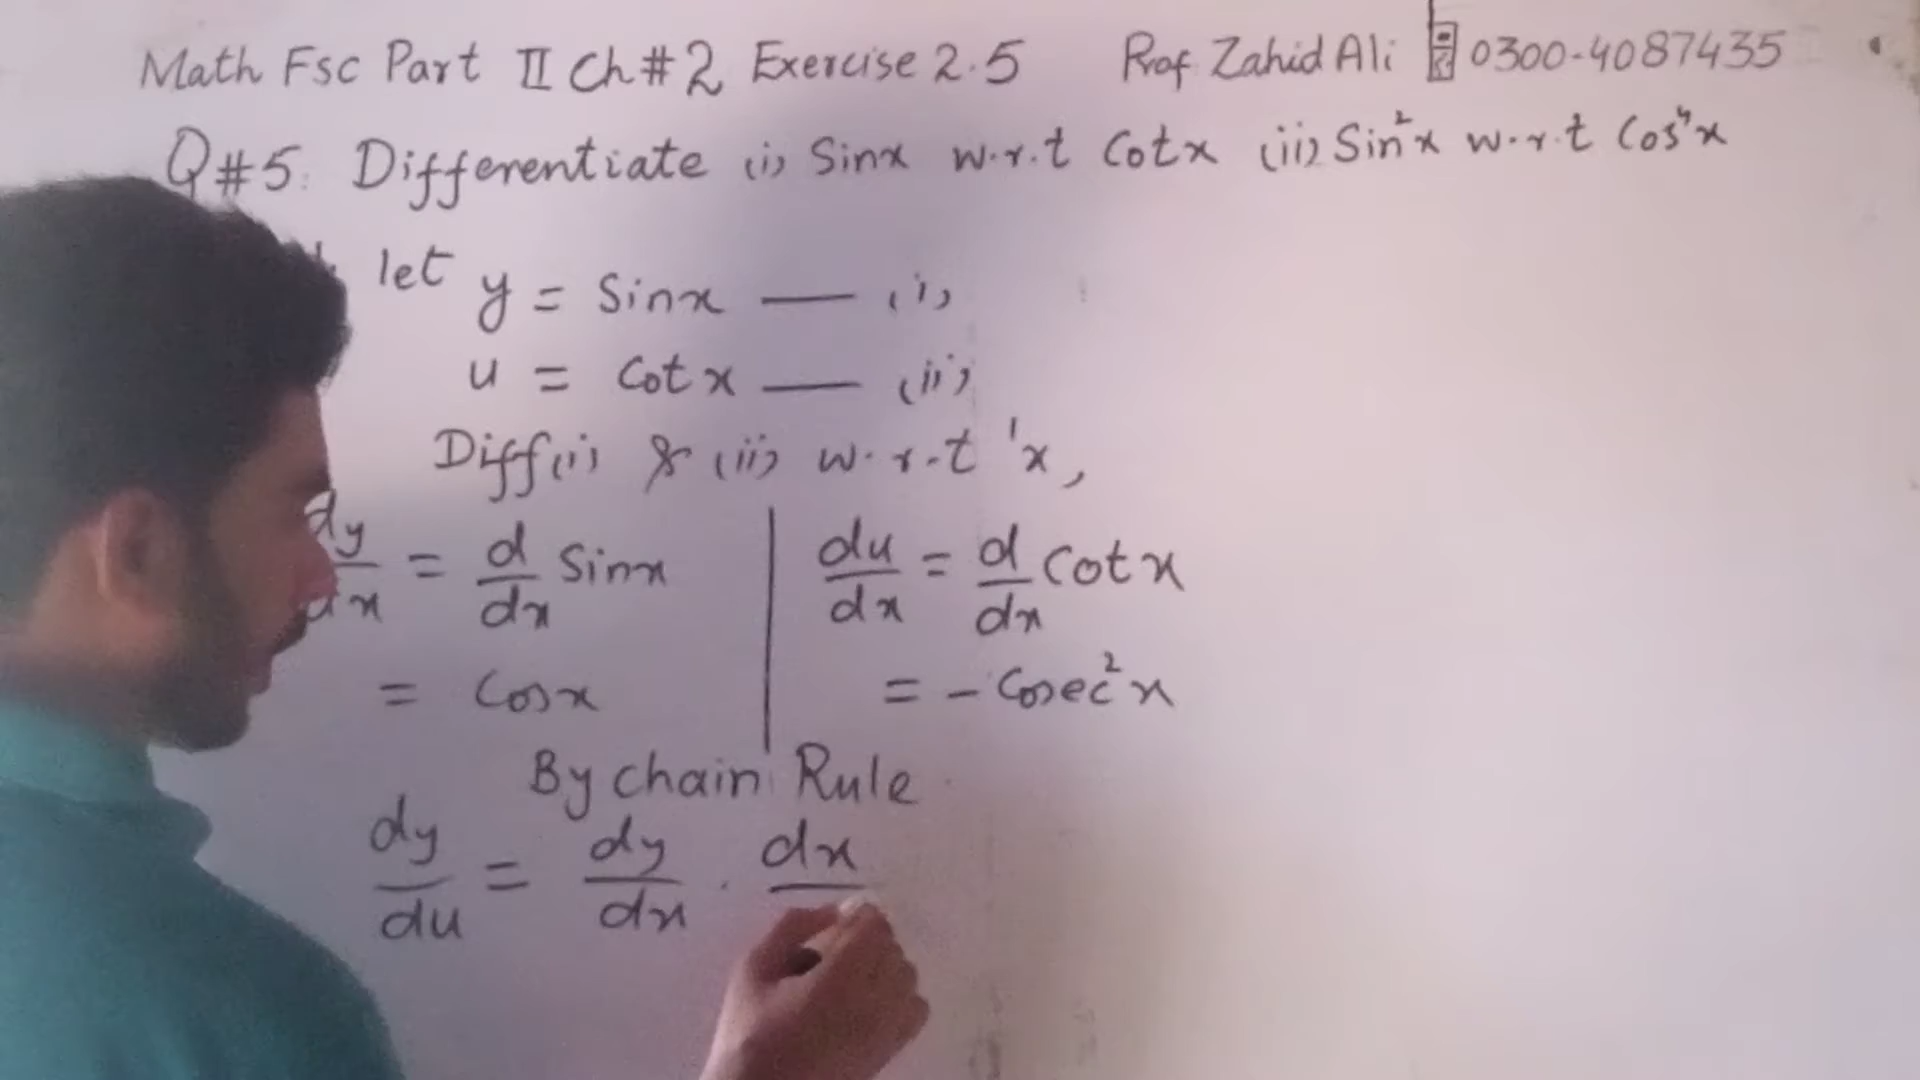 Math Fsc Part II Ch#2 Exercise 2.5 Prof Zahid Ali 0300-4087435
Q#5: Differentiate (i) Sinx w.r.t Cotx (ii) Sin²x w.r.t Cos⁴x
let y = Sinx — (i)
u = Cotx — (ii)
Diff(i) & (ii) w.r.t 'x,
dy/dx = d/dx Sinx | du/dx = d/dx Cotx
= Cosx | = - Cosec²x
By chain Rule
dy/du = dy/dx . dx